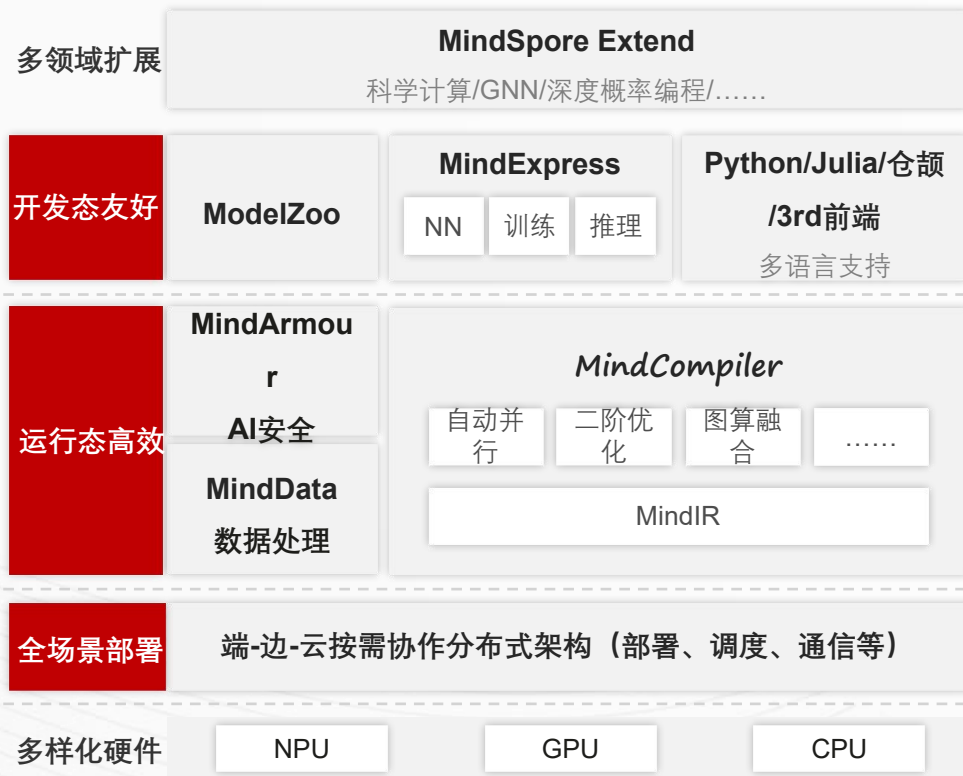 多领域扩展
MindSpore Extend
科学计算/GNN/深度概率编程/……
开发态友好
ModelZoo
MindExpress
NN
训练
推理
Python/Julia/仓颉
/3rd前端
多语言支持
运行态高效
MindArmou
r
AI安全
MindData
数据处理
MindCompiler
自动并
行
二阶优
化
图算融
合
……
MindIR
全场景部署
端-边-云按需协作分布式架构（部署、调度、通信等）
多样化硬件
NPU
GPU
CPU